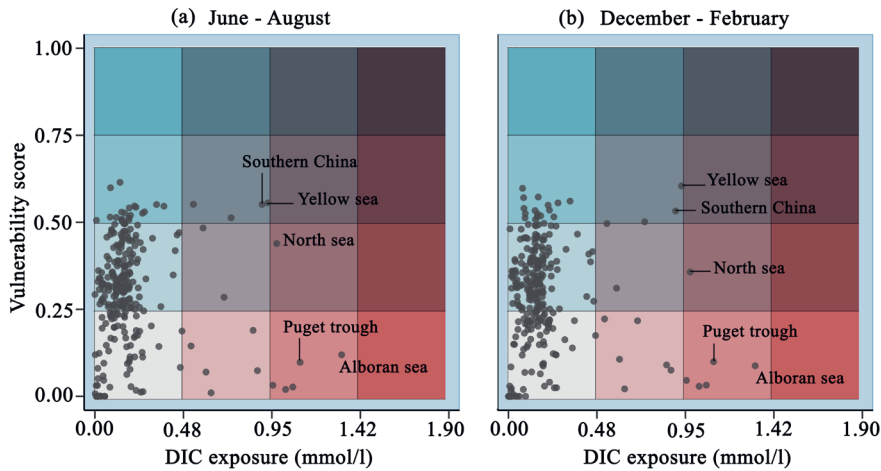 (a) June - August
1.00
0.75
0.50
0.25
0.00
Vulnerability score
Southern China
Yellow sea
North sea
Puget trough
Alboran sea
0.00 0.48 0.95 1.42 1.90
DIC exposure (mmol/l)
(b) December - February
Yellow sea
Southern China
North sea
Puget trough
Alboran sea
0.00 0.48 0.95 1.42 1.90
DIC exposure (mmol/l)